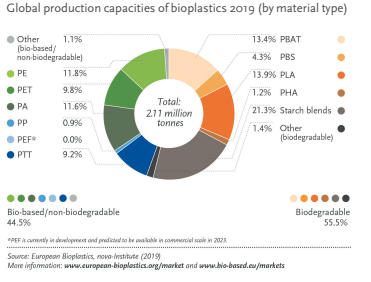 Global production capacities of bioplastics 2019 (by material type)
Other 1.1%
(bio-based/
non-biodegradable)
PE 11.8%
PET 9.8%
PA 11.6%
PP 0.9%
PEF* 0.0%
PTT 9.2%
Total:
2.11 million
tonnes
13.4% PBAT
4.3% PBS
13.9% PLA
1.2% PHA
21.3% Starch blends
1.4% Other
(biodegradable)
Bio-based/non-biodegradable
44.5%
Biodegradable
55.5%
*PEF is currently in development and predicted to be available in commercial scale in 2023.
Source: European Bioplastics, nova-Institute (2019)
More information: www.european-bioplastics.org/market and www.bio-based.eu/markets